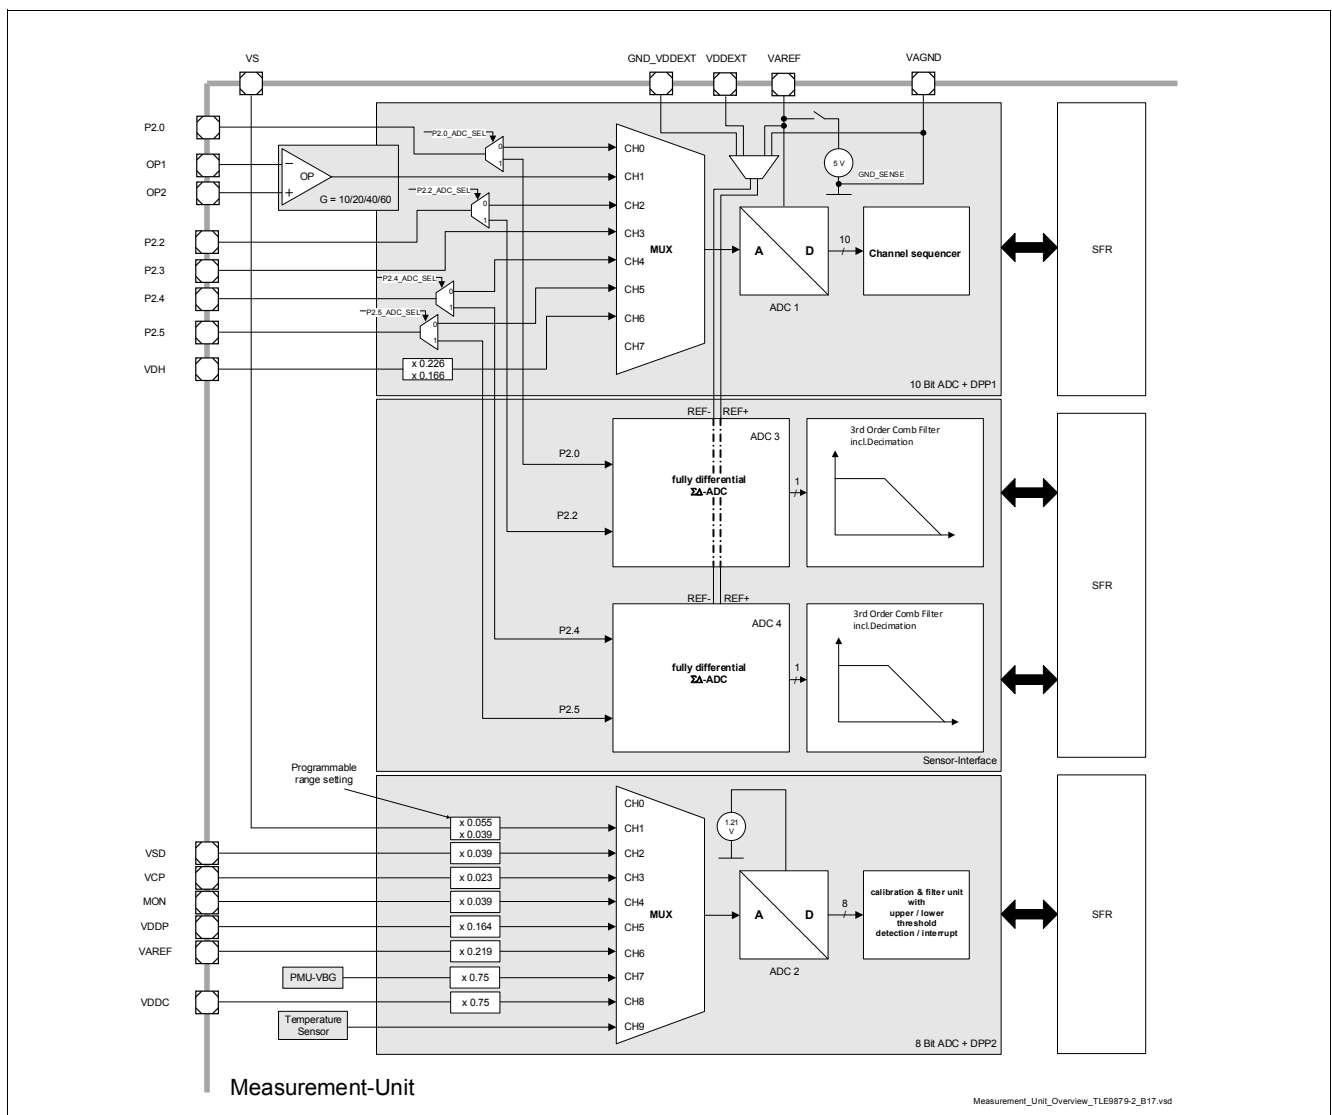 VS
GND_VDDEXT
VDDEXT
VAREF
VAGND
P2.0
OP1
OP2
P2.2
P2.3
P2.4
P2.5
VDH
P2.0_ADC_SEL
0
1
OP
−
+
G = 10/20/40/60
P2.2_ADC_SEL
0
1
P2.4_ADC_SEL
0
1
P2.5_ADC_SEL
0
1
x 0.226
x 0.166
CH0
CH1
CH2
CH3
CH4
CH5
CH6
CH7
MUX
5 V
GND_SENSE
A
D
ADC 1
10
Channel sequencer
10 Bit ADC + DPP1
SFR
REF-
REF+
ADC 3
P2.0
P2.2
fully differential
ΣΔ-ADC
1
3rd Order Comb Filter
incl.Decimation
REF-
REF+
ADC 4
P2.4
P2.5
fully differential
ΣΔ-ADC
1
3rd Order Comb Filter
incl.Decimation
Sensor-Interface
SFR
Programmable
range setting
VSD
VCP
MON
VDDP
VAREF
PMU-VBG
VDDC
Temperature
Sensor
x 0.055
x 0.039
x 0.039
x 0.023
x 0.039
x 0.164
x 0.219
x 0.75
x 0.75
CH0
CH1
CH2
CH3
CH4
CH5
CH6
CH7
CH8
CH9
MUX
1.21
V
A
D
ADC 2
8
calibration & filter unit
with
upper / lower
threshold
detection / interrupt
8 Bit ADC + DPP2
SFR
Measurement-Unit
Measurement_Unit_Overview_TLE9879-2_B17.vsd